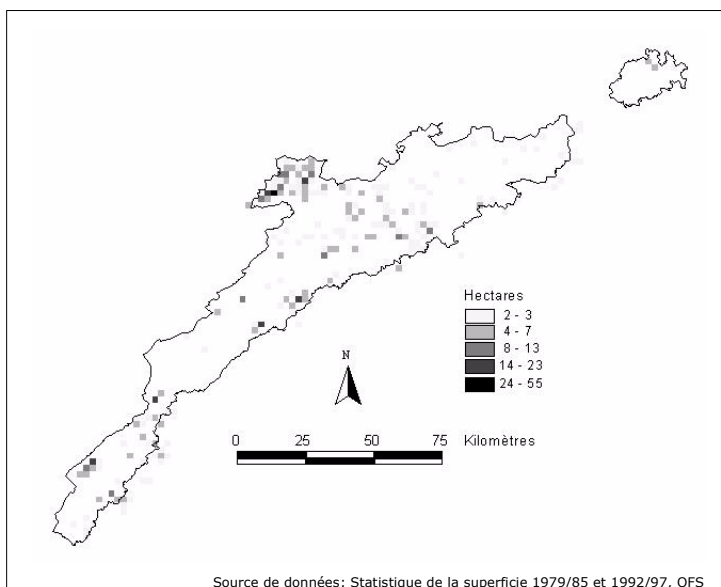 Hectares
2 - 3
4 - 7
8 - 13
14 - 23
24 - 55
N
0 25 50 75 Kilomètres
Source de données: Statistique de la superficie 1979/85 et 1992/97, OFS